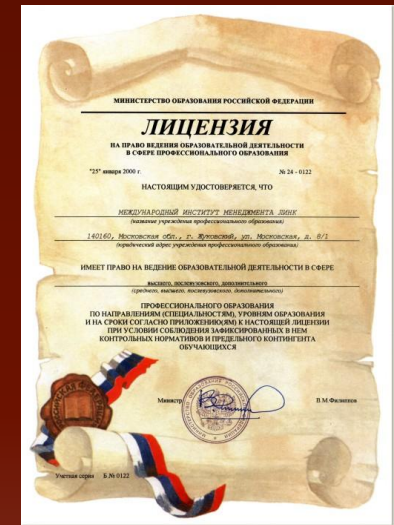 МИНИСТЕРСТВО ОБРАЗОВАНИЯ РОССИЙСКОЙ ФЕДЕРАЦИИ
ЛИЦЕНЗИЯ
НА ПРАВО ВЕДЕНИЯ ОБРАЗОВАТЕЛЬНОЙ ДЕЯТЕЛЬНОСТИ
В СФЕРЕ ПРОФЕССИОНАЛЬНОГО ОБРАЗОВАНИЯ
"25" января 2000 г. № 24 - 0122
НАСТОЯЩИМ УДОСТОВЕРЯЕТСЯ, ЧТО
МЕЖДУНАРОДНЫЙ ИНСТИТУТ МЕНЕДЖМЕНТА ЛИНК
(название учреждения профессионального образования)
140160, Московская обл., г. Жуковский, ул. Московская, д. 8/1
(юридический адрес учреждения профессионального образования)
ИМЕЕТ ПРАВО НА ВЕДЕНИЕ ОБРАЗОВАТЕЛЬНОЙ ДЕЯТЕЛЬНОСТИ В СФЕРЕ
высшего, послевузовского, дополнительного
(среднего, высшего, послевузовского, дополнительного)
ПРОФЕССИОНАЛЬНОГО ОБРАЗОВАНИЯ
ПО НАПРАВЛЕНИЯМ (СПЕЦИАЛЬНОСТЯМ), УРОВНЯМ ОБРАЗОВАНИЯ
И НА СРОКИ СОГЛАСНО ПРИЛОЖЕНИЮ(ЯМ) К НАСТОЯЩЕЙ ЛИЦЕНЗИИ
ПРИ УСЛОВИИ СОБЛЮДЕНИЯ ЗАФИКСИРОВАННЫХ В НЕМ
КОНТРОЛЬНЫХ НОРМАТИВОВ И ПРЕДЕЛЬНОГО КОНТИНГЕНТА
ОБУЧАЮЩИХСЯ
РОССИЙСКАЯ ФЕДЕРАЦИЯ
Министр В.М.Филиппов
Учетная серия Б № 0122